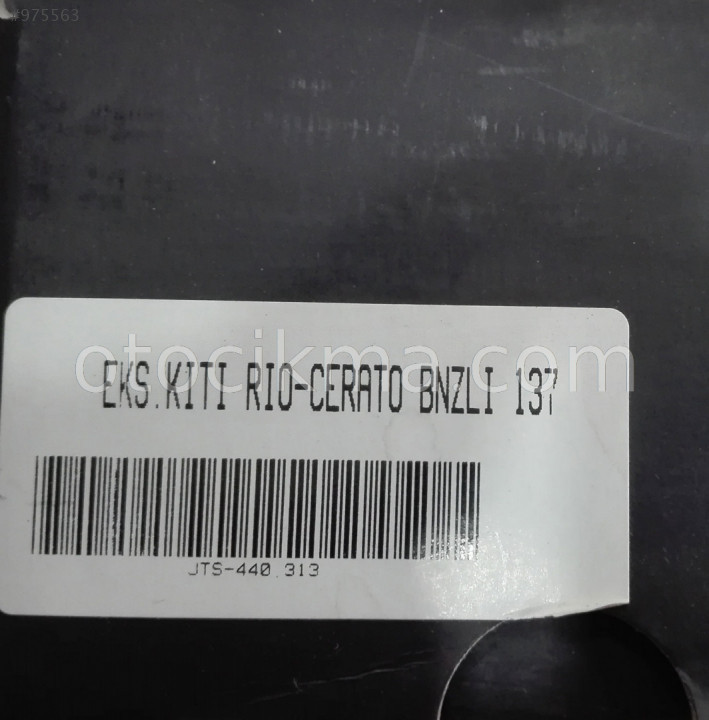 #975563
otocikma.com
EKS.KITI RIO-CERATO BNZLI 137
JTS-440.313